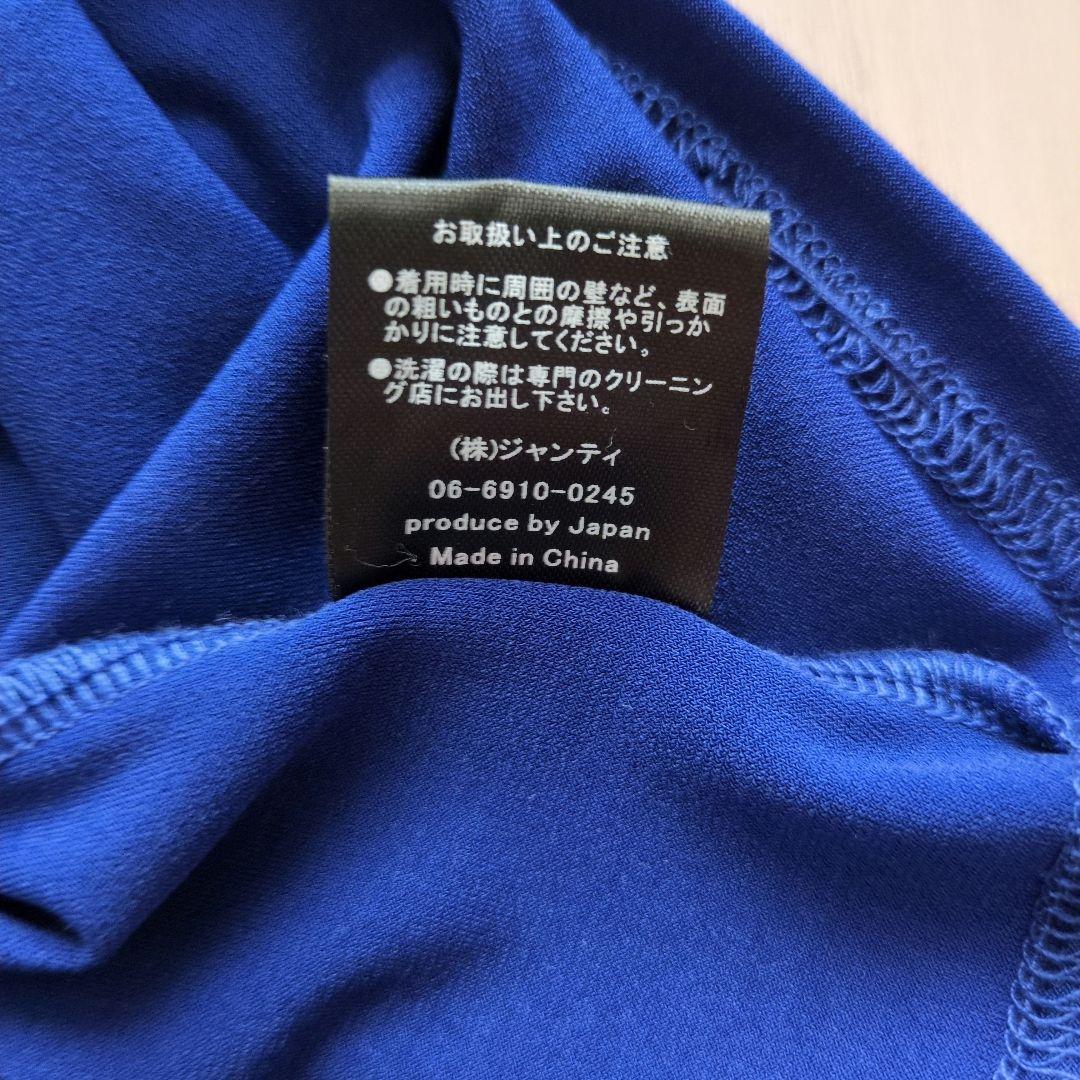 お取扱い上のご注意
●着用時に周囲の壁など、表面
の粗いものとの摩擦や引っか
かりに注意してください。
●洗濯の際は専門のクリーニン
グ店にお出し下さい。
(株)ジャンティ
06-6910-0245
produce by Japan
Made in China